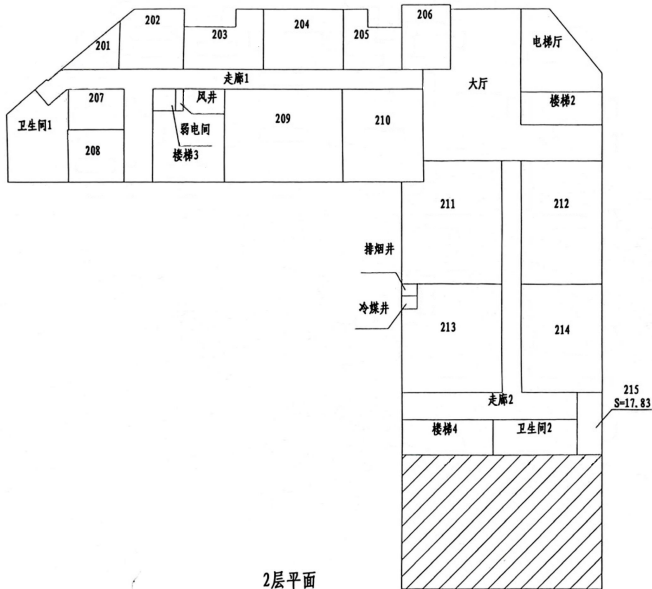 206
202
204
203
205
201
电梯厅
走廊1
大厅
207
风井
楼梯2
209
210
卫生间1
弱电间
208
楼梯3
211
212
排烟井
冷媒井
213
214
215
S=17.83
走廊2
楼梯4
卫生间2
2层平面